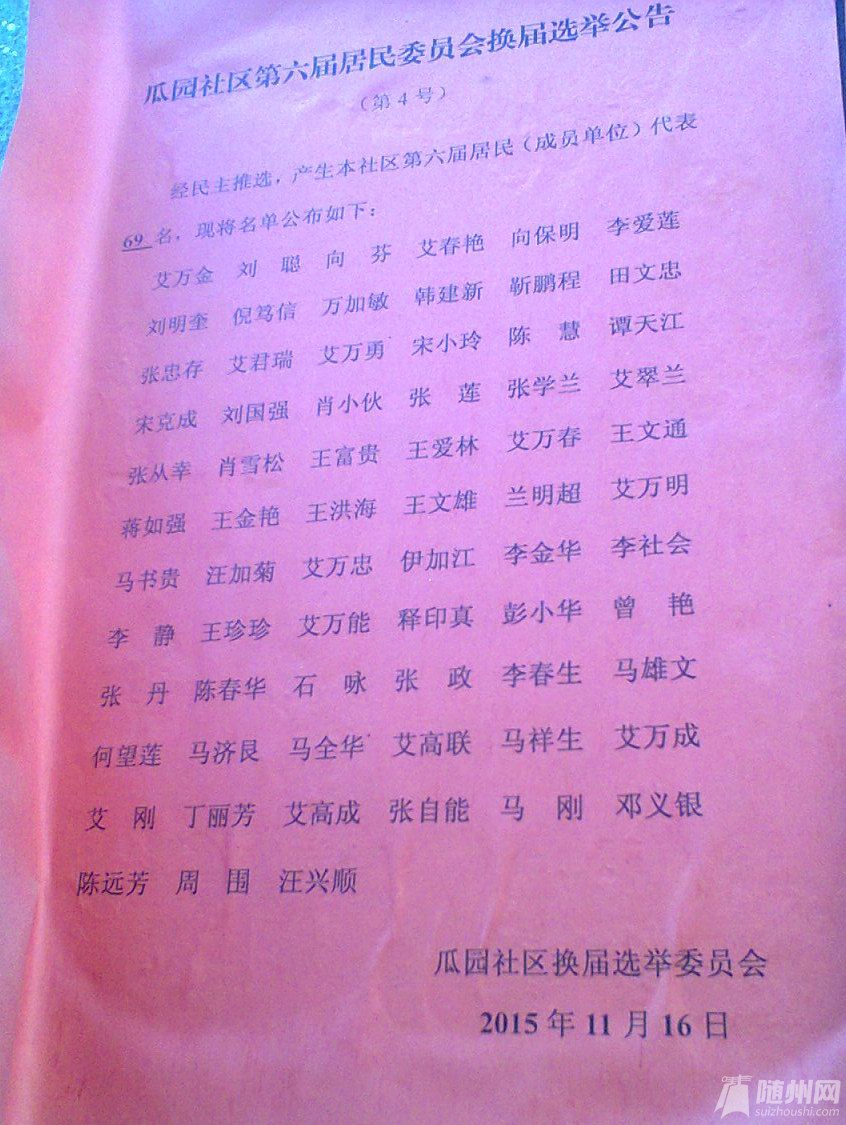 瓜园社区第六届居民委员会换届选举公告
（第4号）
经民主推选，产生本社区第六届居民（成员单位）代表
69名，现将名单公布如下：
艾万金 刘聪 向芬 艾春艳 向保明 李爱莲
刘明奎 倪笃信 万加敏 韩建新 靳鹏程 田文忠
张忠存 艾君瑞 艾万勇 宋小玲 陈慧 谭天江
宋克成 刘国强 肖小伙 张莲 张学兰 艾翠兰
张从幸 肖雪松 王富贵 王爱林 艾万春 王文通
蒋如强 王金艳 王洪海 王文雄 兰明超 艾万明
马书贵 汪加菊 艾万忠 伊加江 李金华 李社会
李静 王珍珍 艾万能 释印真 彭小华 曾艳
张丹 陈春华 石咏 张政 李春生 马雄文
何望莲 马济艮 马全华 艾高联 马祥生 艾万成
艾刚 丁丽芳 艾高成 张自能 马刚 邓义银
陈远芳 周围 汪兴顺
瓜园社区换届选举委员会
2015年11月16日
随州网
suizhoushi.com